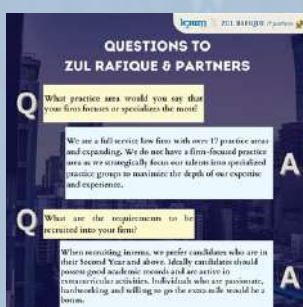 ZUL RAFIQUE & partners
QUESTIONS TO
ZUL RAFIQUE & PARTNERS
Q
What practice area would you say that
your firm focuses or specializes the most?
We are a full service law firm with over 17 practice areas
and expanding. We do not have a firm-focused practice
area as we strategically focus our talents into specialized
practice groups to maximize the depth of our expertise
and experience.
A
Q
What are the requirements to be
recruited into your firm?
When recruiting interns, we prefer candidates who are in
their Second Year and above. Ideally candidates should
possess good academic records and are active in
extracurricular activities. Individuals who are passionate,
hardworking and willing to go the extra mile would be a
bonus.
A